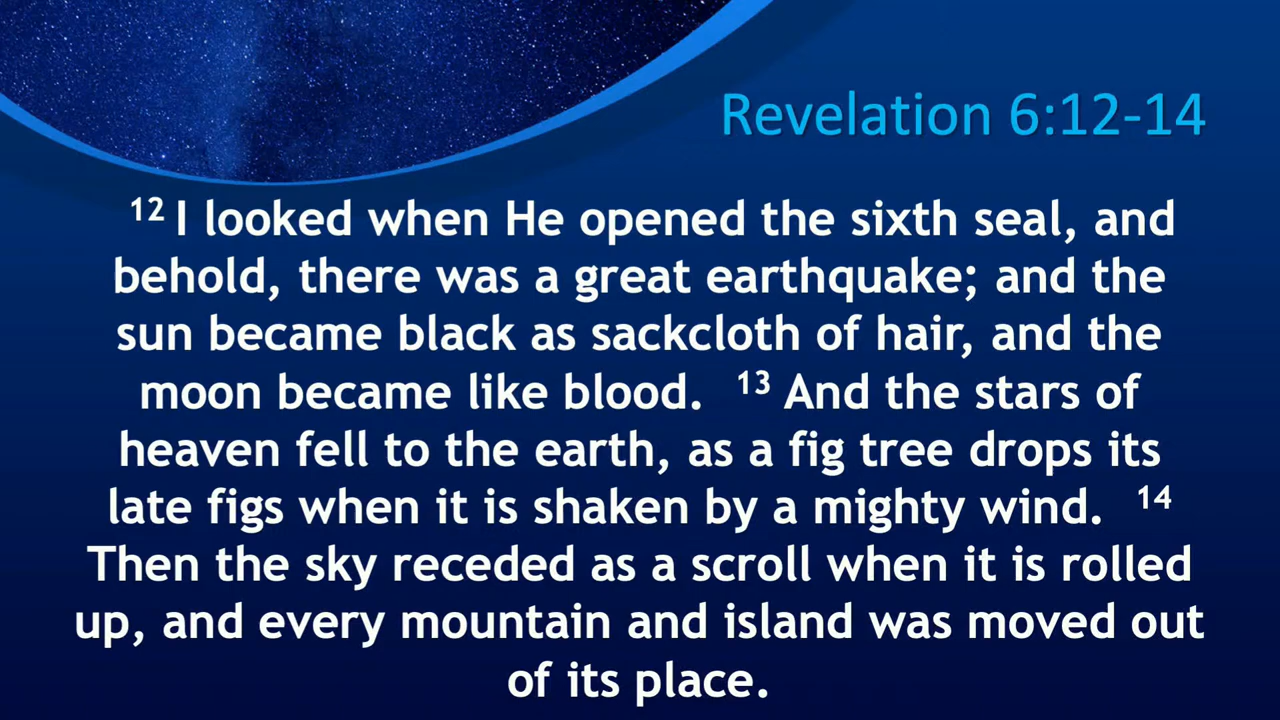 Revelation 6:12-14
12 I looked when He opened the sixth seal, and
behold, there was a great earthquake; and the
sun became black as sackcloth of hair, and the
moon became like blood. 13 And the stars of
heaven fell to the earth, as a fig tree drops its
late figs when it is shaken by a mighty wind. 14
Then the sky receded as a scroll when it is rolled
up, and every mountain and island was moved out
of its place.